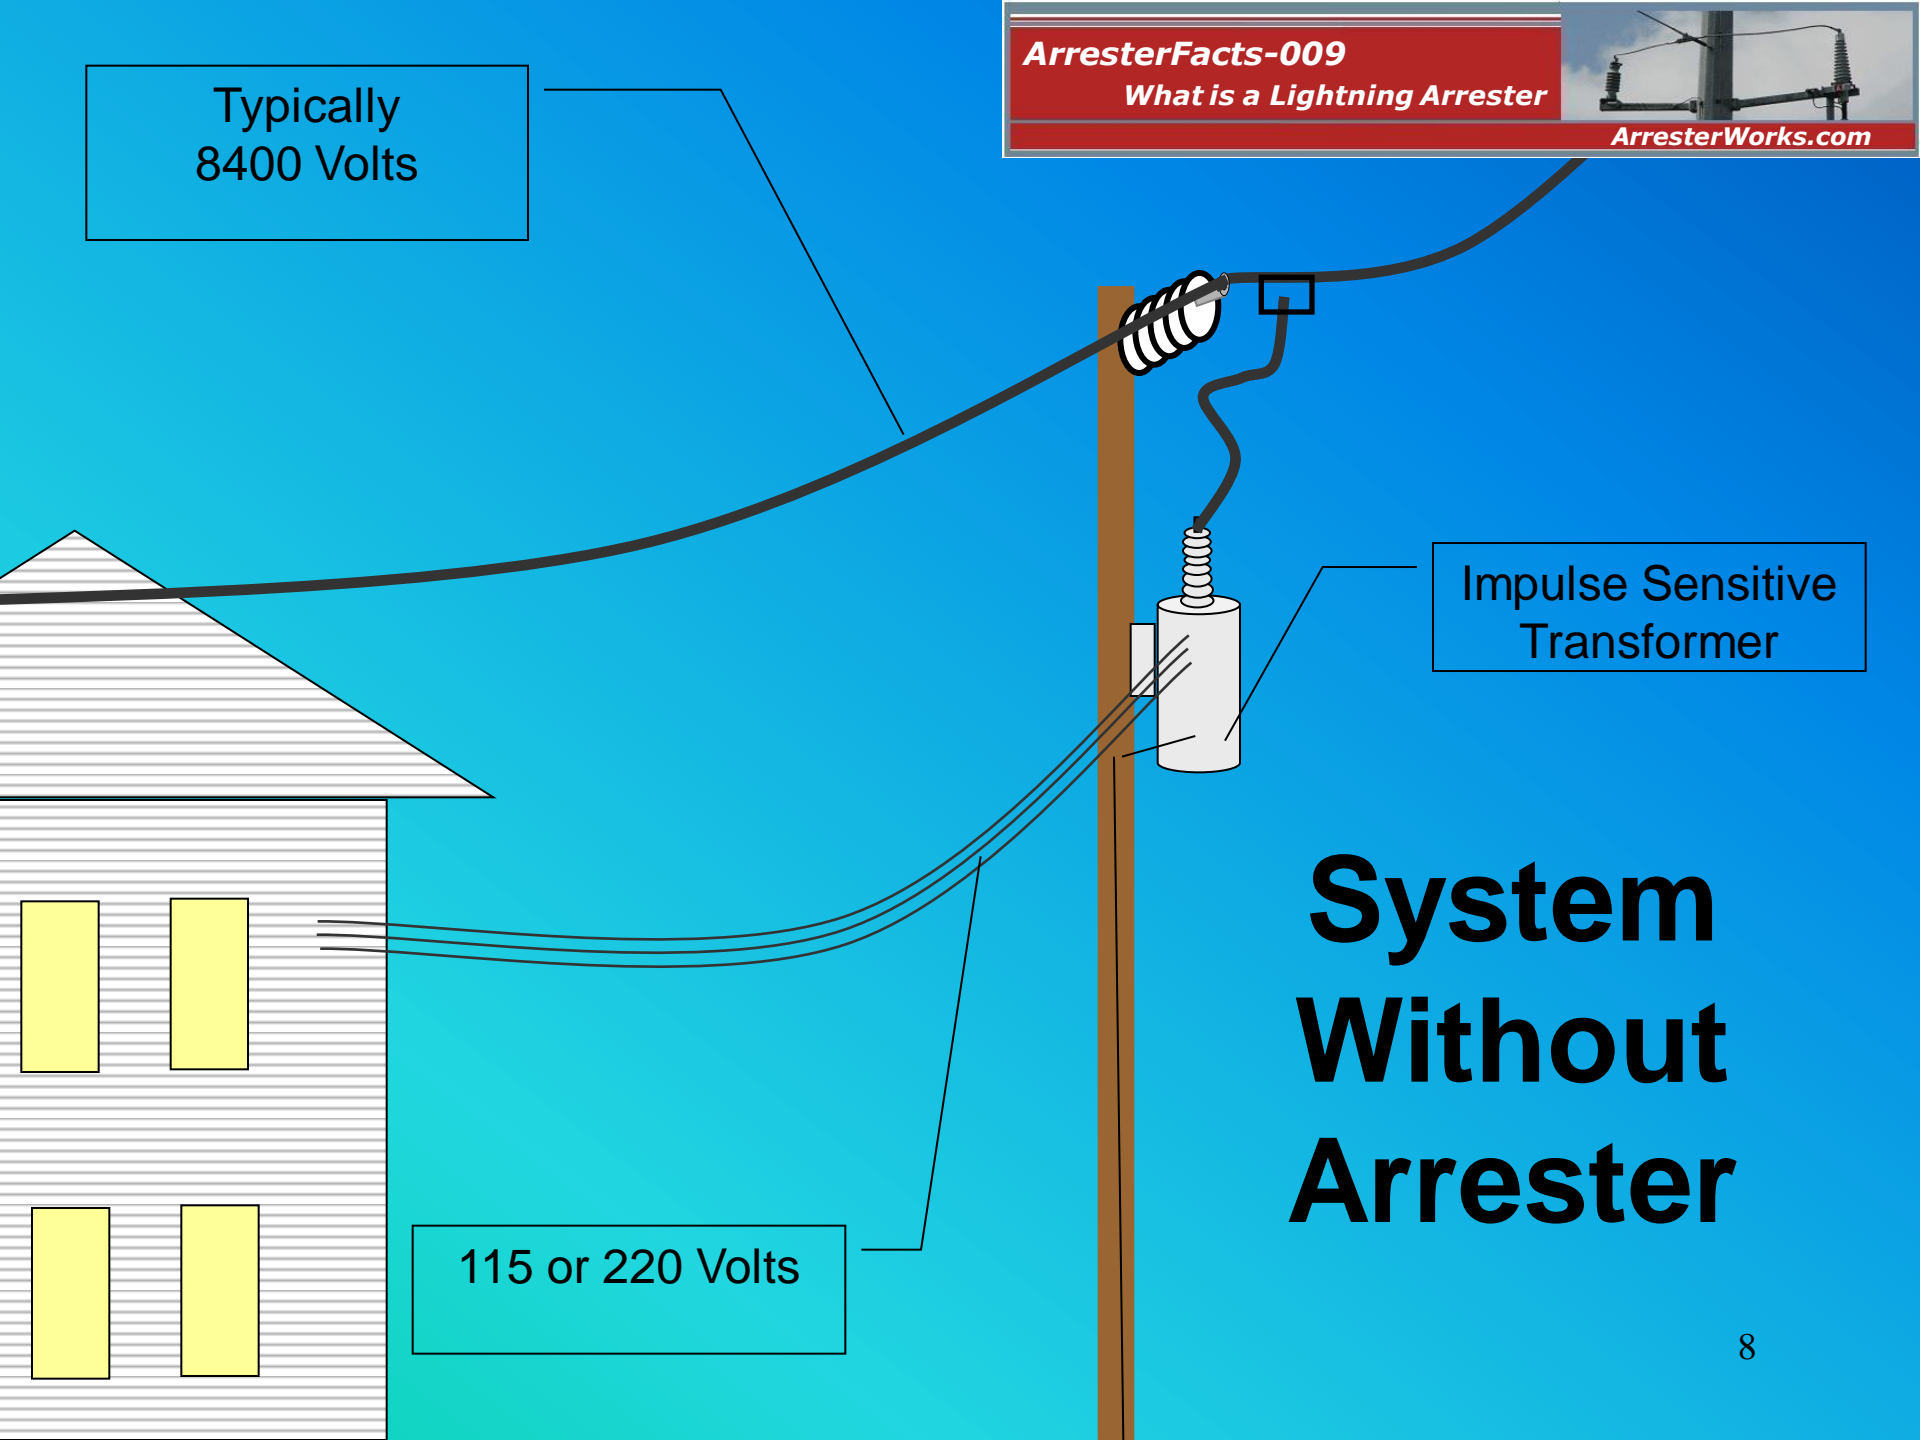 ArresterFacts-009
What is a Lightning Arrester
ArresterWorks.com
Typically
8400 Volts
Impulse Sensitive
Transformer
System
Without
Arrester
115 or 220 Volts
8